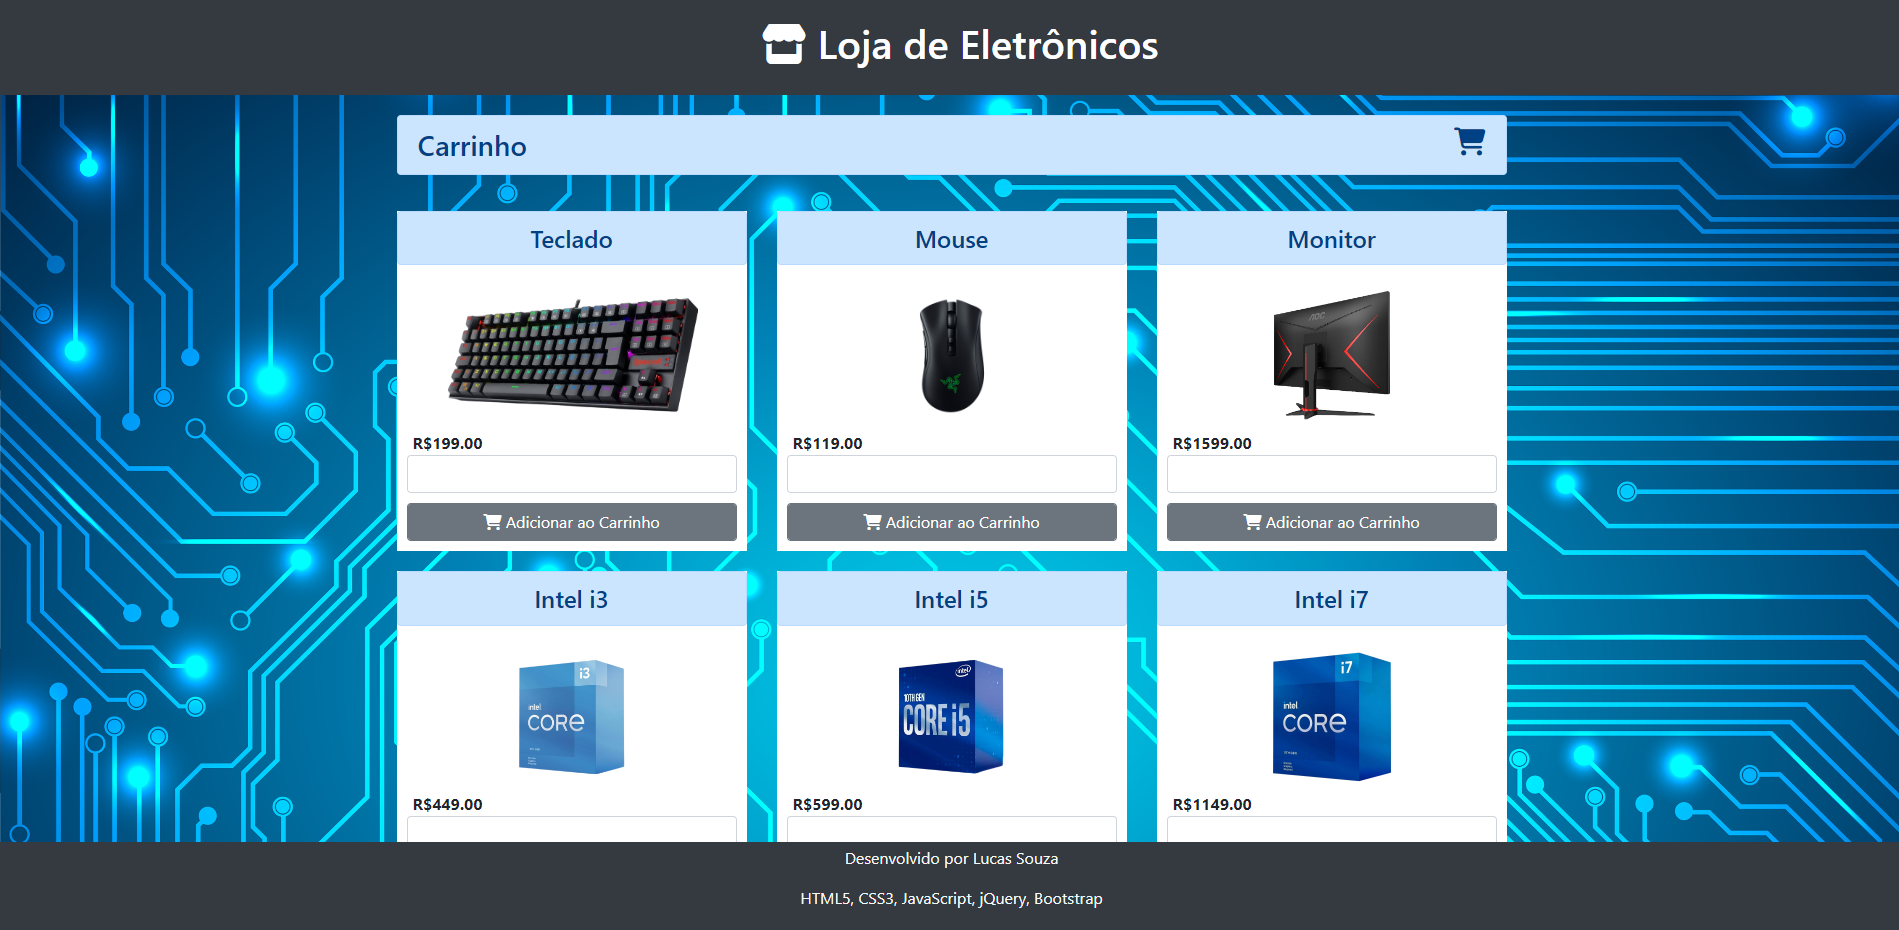 Loja de Eletrônicos
Carrinho
Teclado
Mouse
Monitor
AOC
R$199.00
R$119.00
R$1599.00
Adicionar ao Carrinho
Adicionar ao Carrinho
Adicionar ao Carrinho
Intel i3
Intel i5
Intel i7
i3
intel
CORE
intel
10TH GEN
CORE i5
i7
intel
CORE
R$449.00
R$599.00
R$1149.00
Desenvolvido por Lucas Souza
HTML5, CSS3, JavaScript, jQuery, Bootstrap